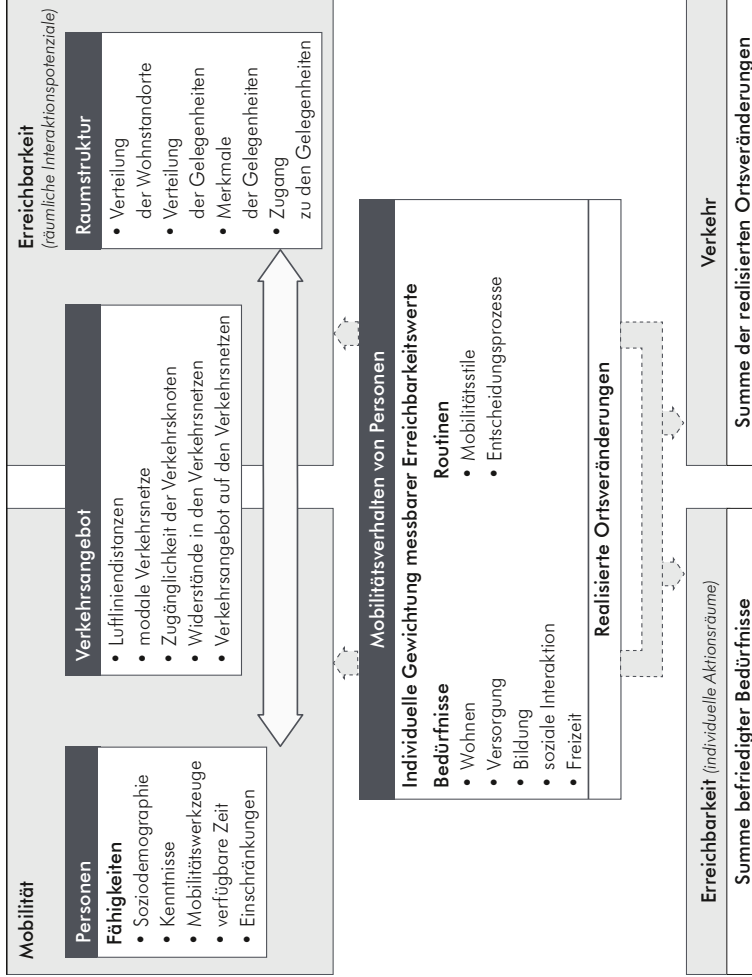 Mobilität
Personen
Fähigkeiten
• Soziodemographie
• Kenntnisse
• Mobilitätswerkzeuge
• verfügbare Zeit
• Einschränkungen
Verkehrsangebot
• Luftliniendistanzen
• modale Verkehrsnetze
• Zugänglichkeit der Verkehrsknoten
• Widerstände in den Verkehrsnetzen
• Verkehrsangebot auf den Verkehrsnetzen
Erreichbarkeit
(räumliche Interaktionspotenziale)
Raumstruktur
• Verteilung
der Wohnstandorte
• Verteilung
der Gelegenheiten
• Merkmale
der Gelegenheiten
• Zugang
zu den Gelegenheiten
Mobilitätsverhalten von Personen
Individuelle Gewichtung messbarer Erreichbarkeitswerte
Bedürfnisse
• Wohnen
• Versorgung
• Bildung
• soziale Interaktion
• Freizeit
Routinen
• Mobilitätsstile
• Entscheidungsprozesse
Realisierte Ortsveränderungen
Erreichbarkeit (individuelle Aktionsräume)
Summe befriedigter Bedürfnisse
Verkehr
Summe der realisierten Ortsveränderungen